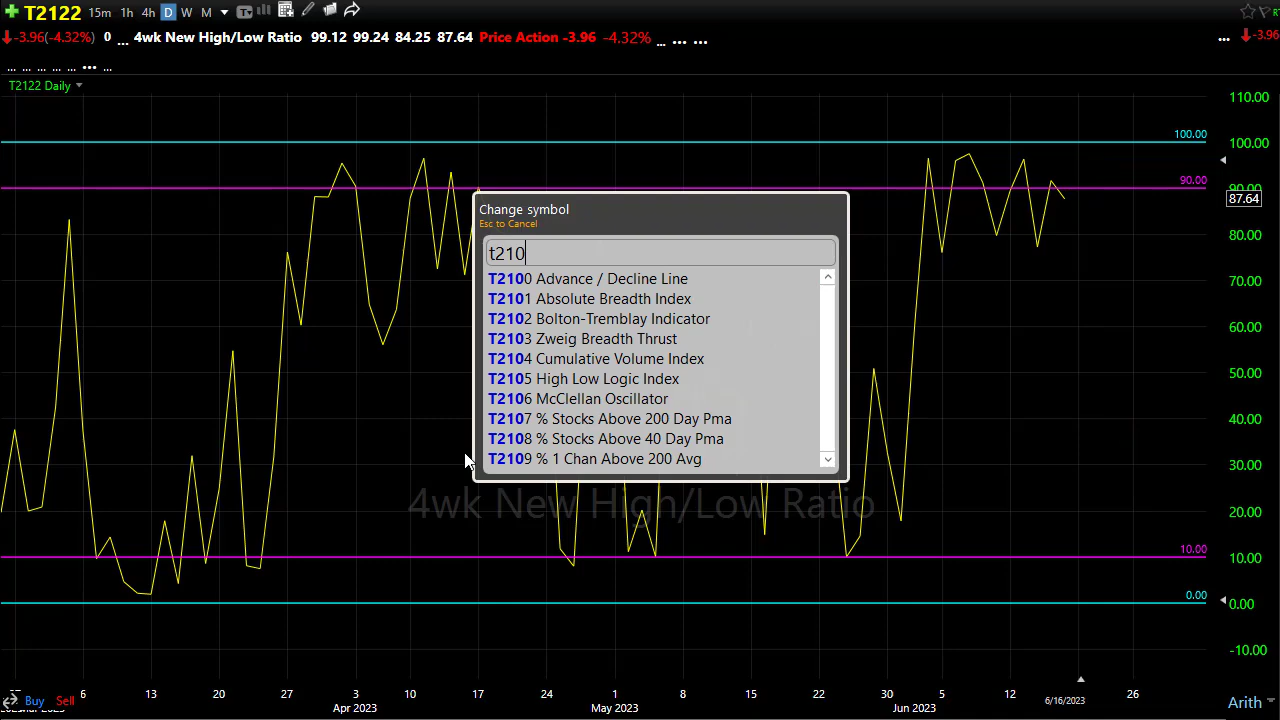 T2122 15m 1h 4h D W M
-3.96(-4.32%) 0 ... 4wk New High/Low Ratio 99.12 99.24 84.25 87.64 Price Action -3.96 -4.32% ... ... ... ... -3.96
... ... ... ... ... ... ...
T2122 Daily
110.00
100.00 100.00
90.00
87.64
80.00
70.00
60.00
50.00
40.00
30.00
20.00
10.00 10.00
0.00 0.00
-10.00
Change symbol
Esc to Cancel
t210
T2100 Advance / Decline Line
T2101 Absolute Breadth Index
T2102 Bolton-Tremblay Indicator
T2103 Zweig Breadth Thrust
T2104 Cumulative Volume Index
T2105 High Low Logic Index
T2106 McClellan Oscillator
T2107 % Stocks Above 200 Day Pma
T2108 % Stocks Above 40 Day Pma
T2109 % 1 Chan Above 200 Avg
4wk New High/Low Ratio
6 13 20 27 3 10 17 24 1 8 15 22 30 5 12 6/16/2023 26
Buy Sell
Apr 2023 May 2023 Jun 2023
Arith